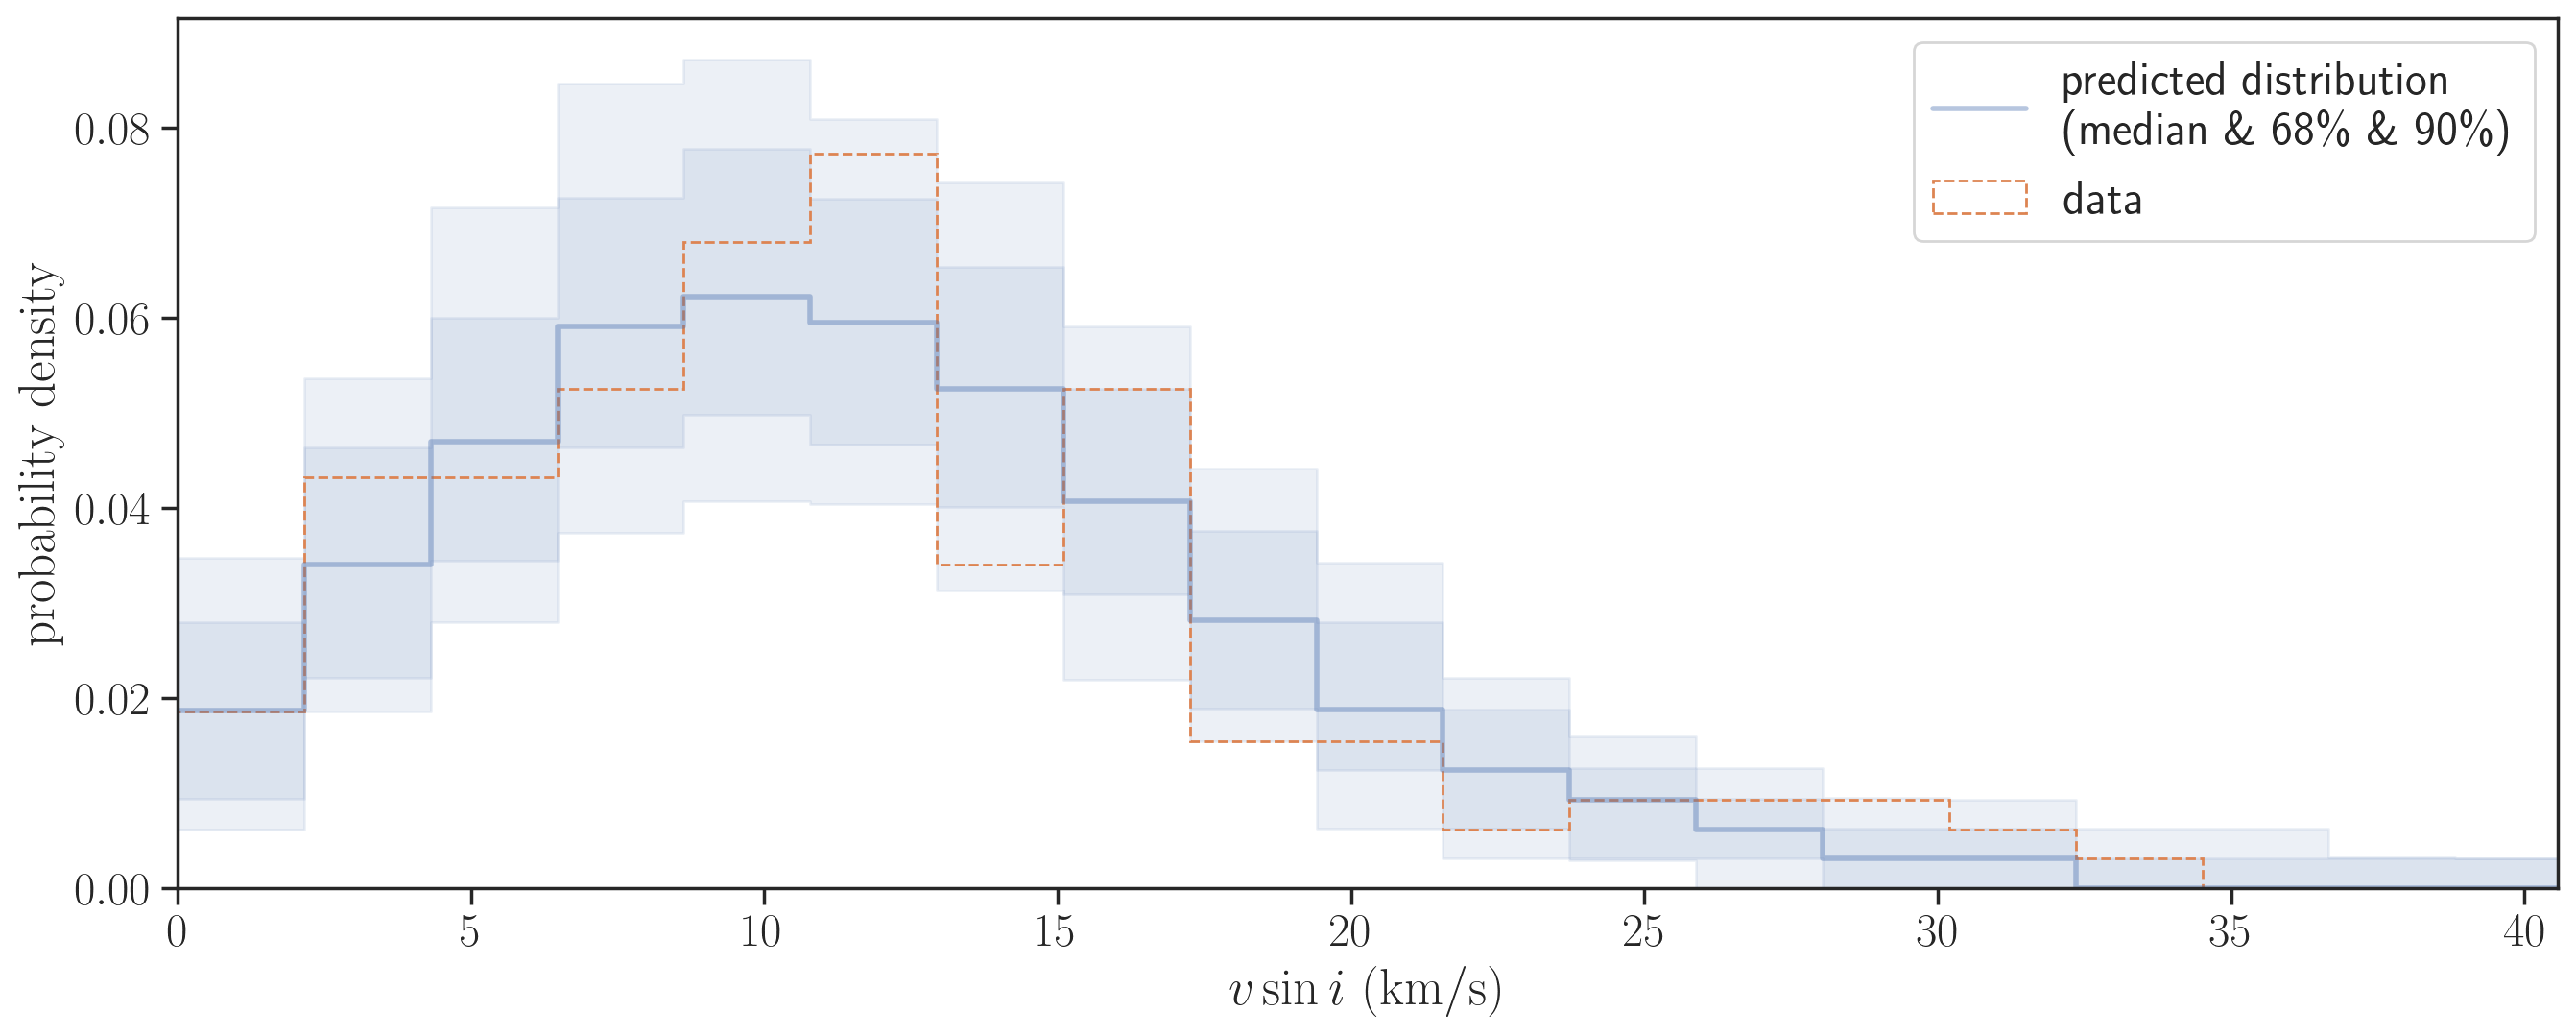 predicted distribution
(median & 68% & 90%)
data
probability density
0.08
0.06
0.04
0.02
0.00
0 5 10 15 20 25 30 35 40
v sin i (km/s)